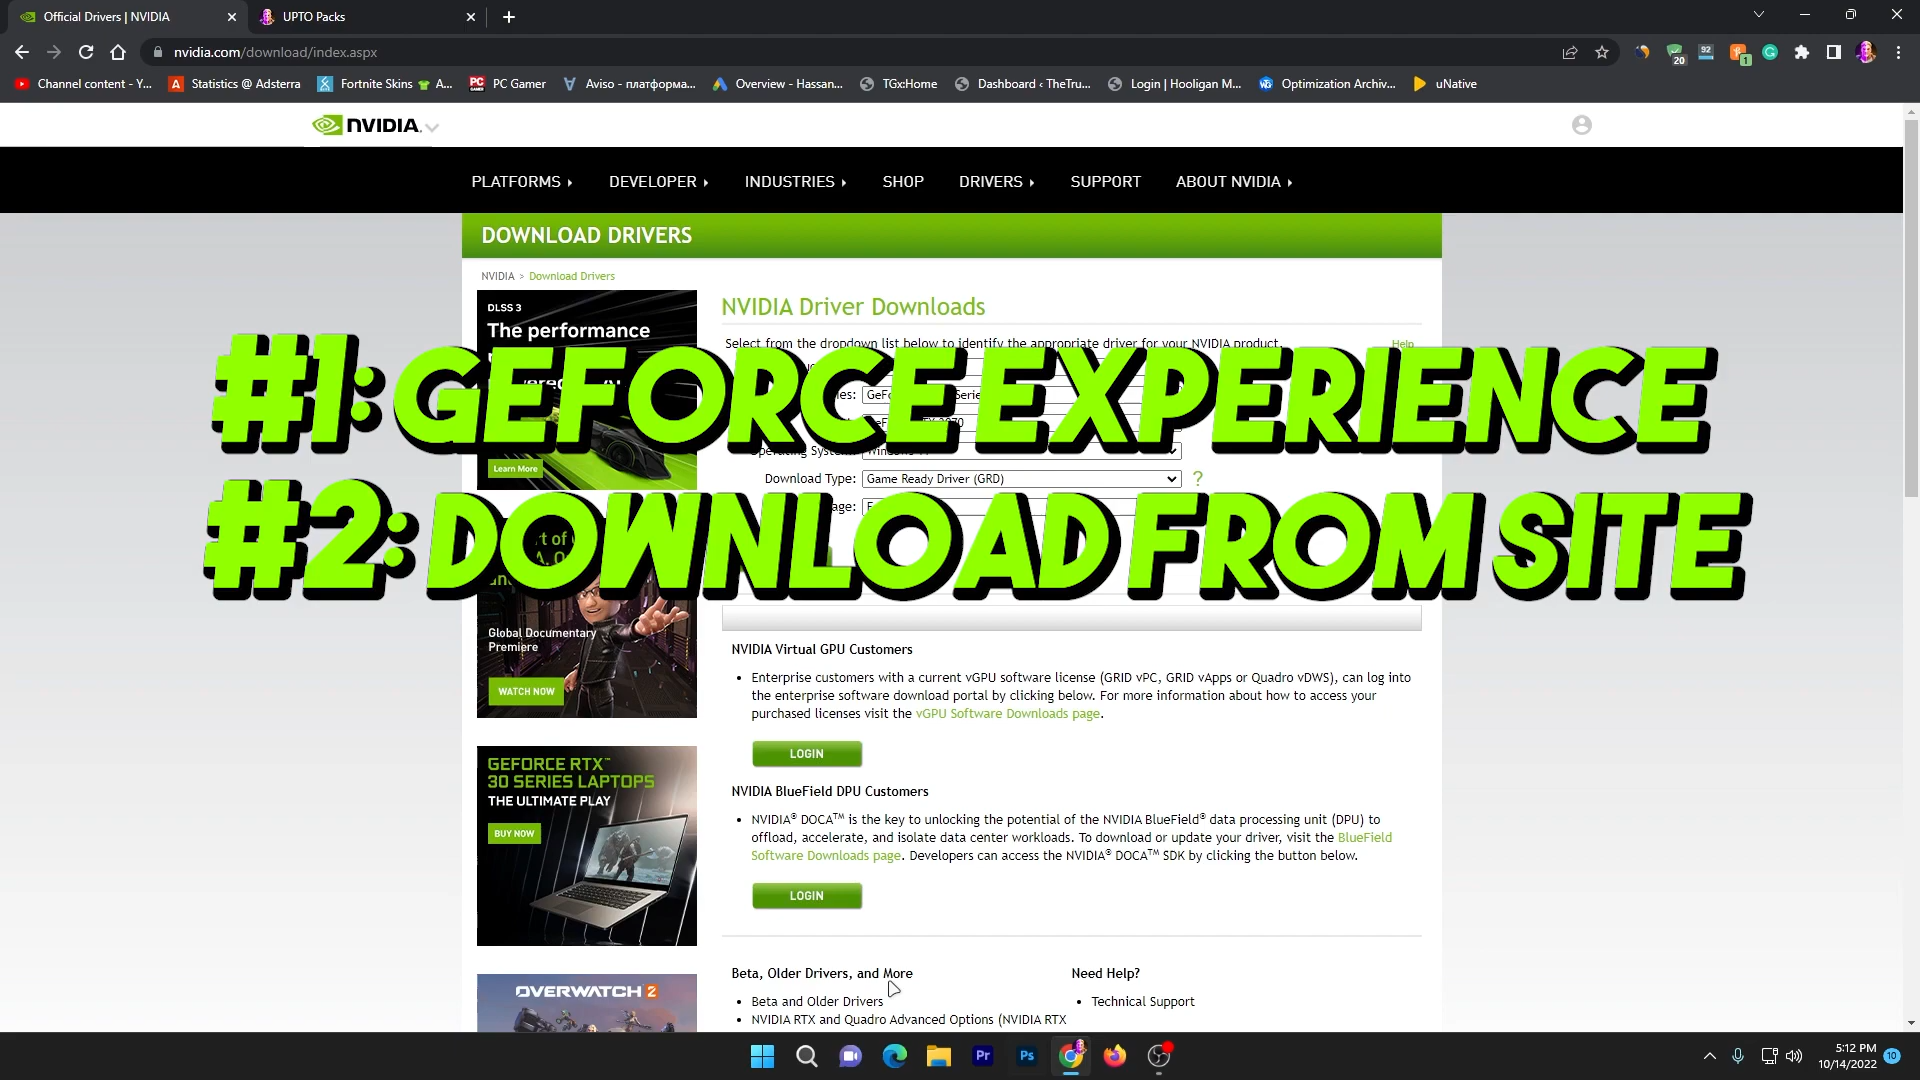 Official Drivers | NVIDIA
UPTO Packs
nvidia.com/download/index.aspx
20
92
1
Channel content - Y...
Statistics @ Adsterra
Fortnite Skins 👕 A...
PC Gamer
Aviso - платформа...
Overview - Hassan...
TGx:Home
Dashboard ‹ TheTru...
Login | Hooligan M...
Optimization Archiv...
uNative
NVIDIA.
PLATFORMS
DEVELOPER
INDUSTRIES
SHOP
DRIVERS
SUPPORT
ABOUT NVIDIA
DOWNLOAD DRIVERS
NVIDIA > Download Drivers
DLSS 3
The performance
Learn More
NVIDIA Driver Downloads
Select from the dropdown list below to identify the appropriate driver for your NVIDIA product.
Help
#1: GEFORCE EXPERIENCE
Operating System:
Download Type: Game Ready Driver (GRD) ?
#2: DOWNLOAD FROM SITE
Global Documentary
Premiere
WATCH NOW
GEFORCE RTX™
30 SERIES LAPTOPS
THE ULTIMATE PLAY
BUY NOW
OVERWATCH 2
NVIDIA Virtual GPU Customers
• Enterprise customers with a current vGPU software license (GRID vPC, GRID vApps or Quadro vDWS), can log into
the enterprise software download portal by clicking below. For more information about how to access your
purchased licenses visit the vGPU Software Downloads page.
LOGIN
NVIDIA BlueField DPU Customers
• NVIDIA® DOCA™ is the key to unlocking the potential of the NVIDIA BlueField® data processing unit (DPU) to
offload, accelerate, and isolate data center workloads. To download or update your driver, visit the BlueField
Software Downloads page. Developers can access the NVIDIA® DOCA™ SDK by clicking the button below.
LOGIN
Beta, Older Drivers, and More
• Beta and Older Drivers
• NVIDIA RTX and Quadro Advanced Options (NVIDIA RTX
Need Help?
• Technical Support
Pr
Ps
5:12 PM
10/14/2022
10